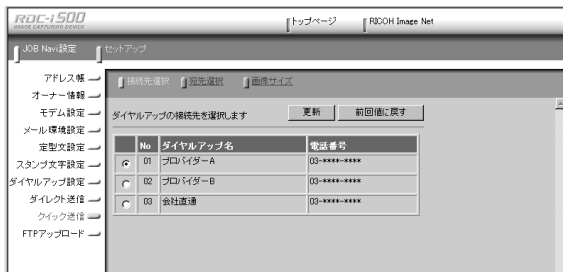 RDC-i500
IMAGE CAPTURING DEVICE
トップページ
RICOH Image Net
JOB Navi設定
セットアップ
アドレス帳
オーナー情報
モデム設定
メール環境設定
定型文設定
スタンプ文字設定
ダイヤルアップ設定
ダイレクト送信
クイック送信
FTPアップロード
接続先選択
宛先選択
画像サイズ
ダイヤルアップの接続先を選択します
更新
前回値に戻す
No ダイヤルアップ名 電話番号
01 プロバイダーA 03-****-****
02 プロバイダーB 03-****-****
03 会社直通 03-****-****